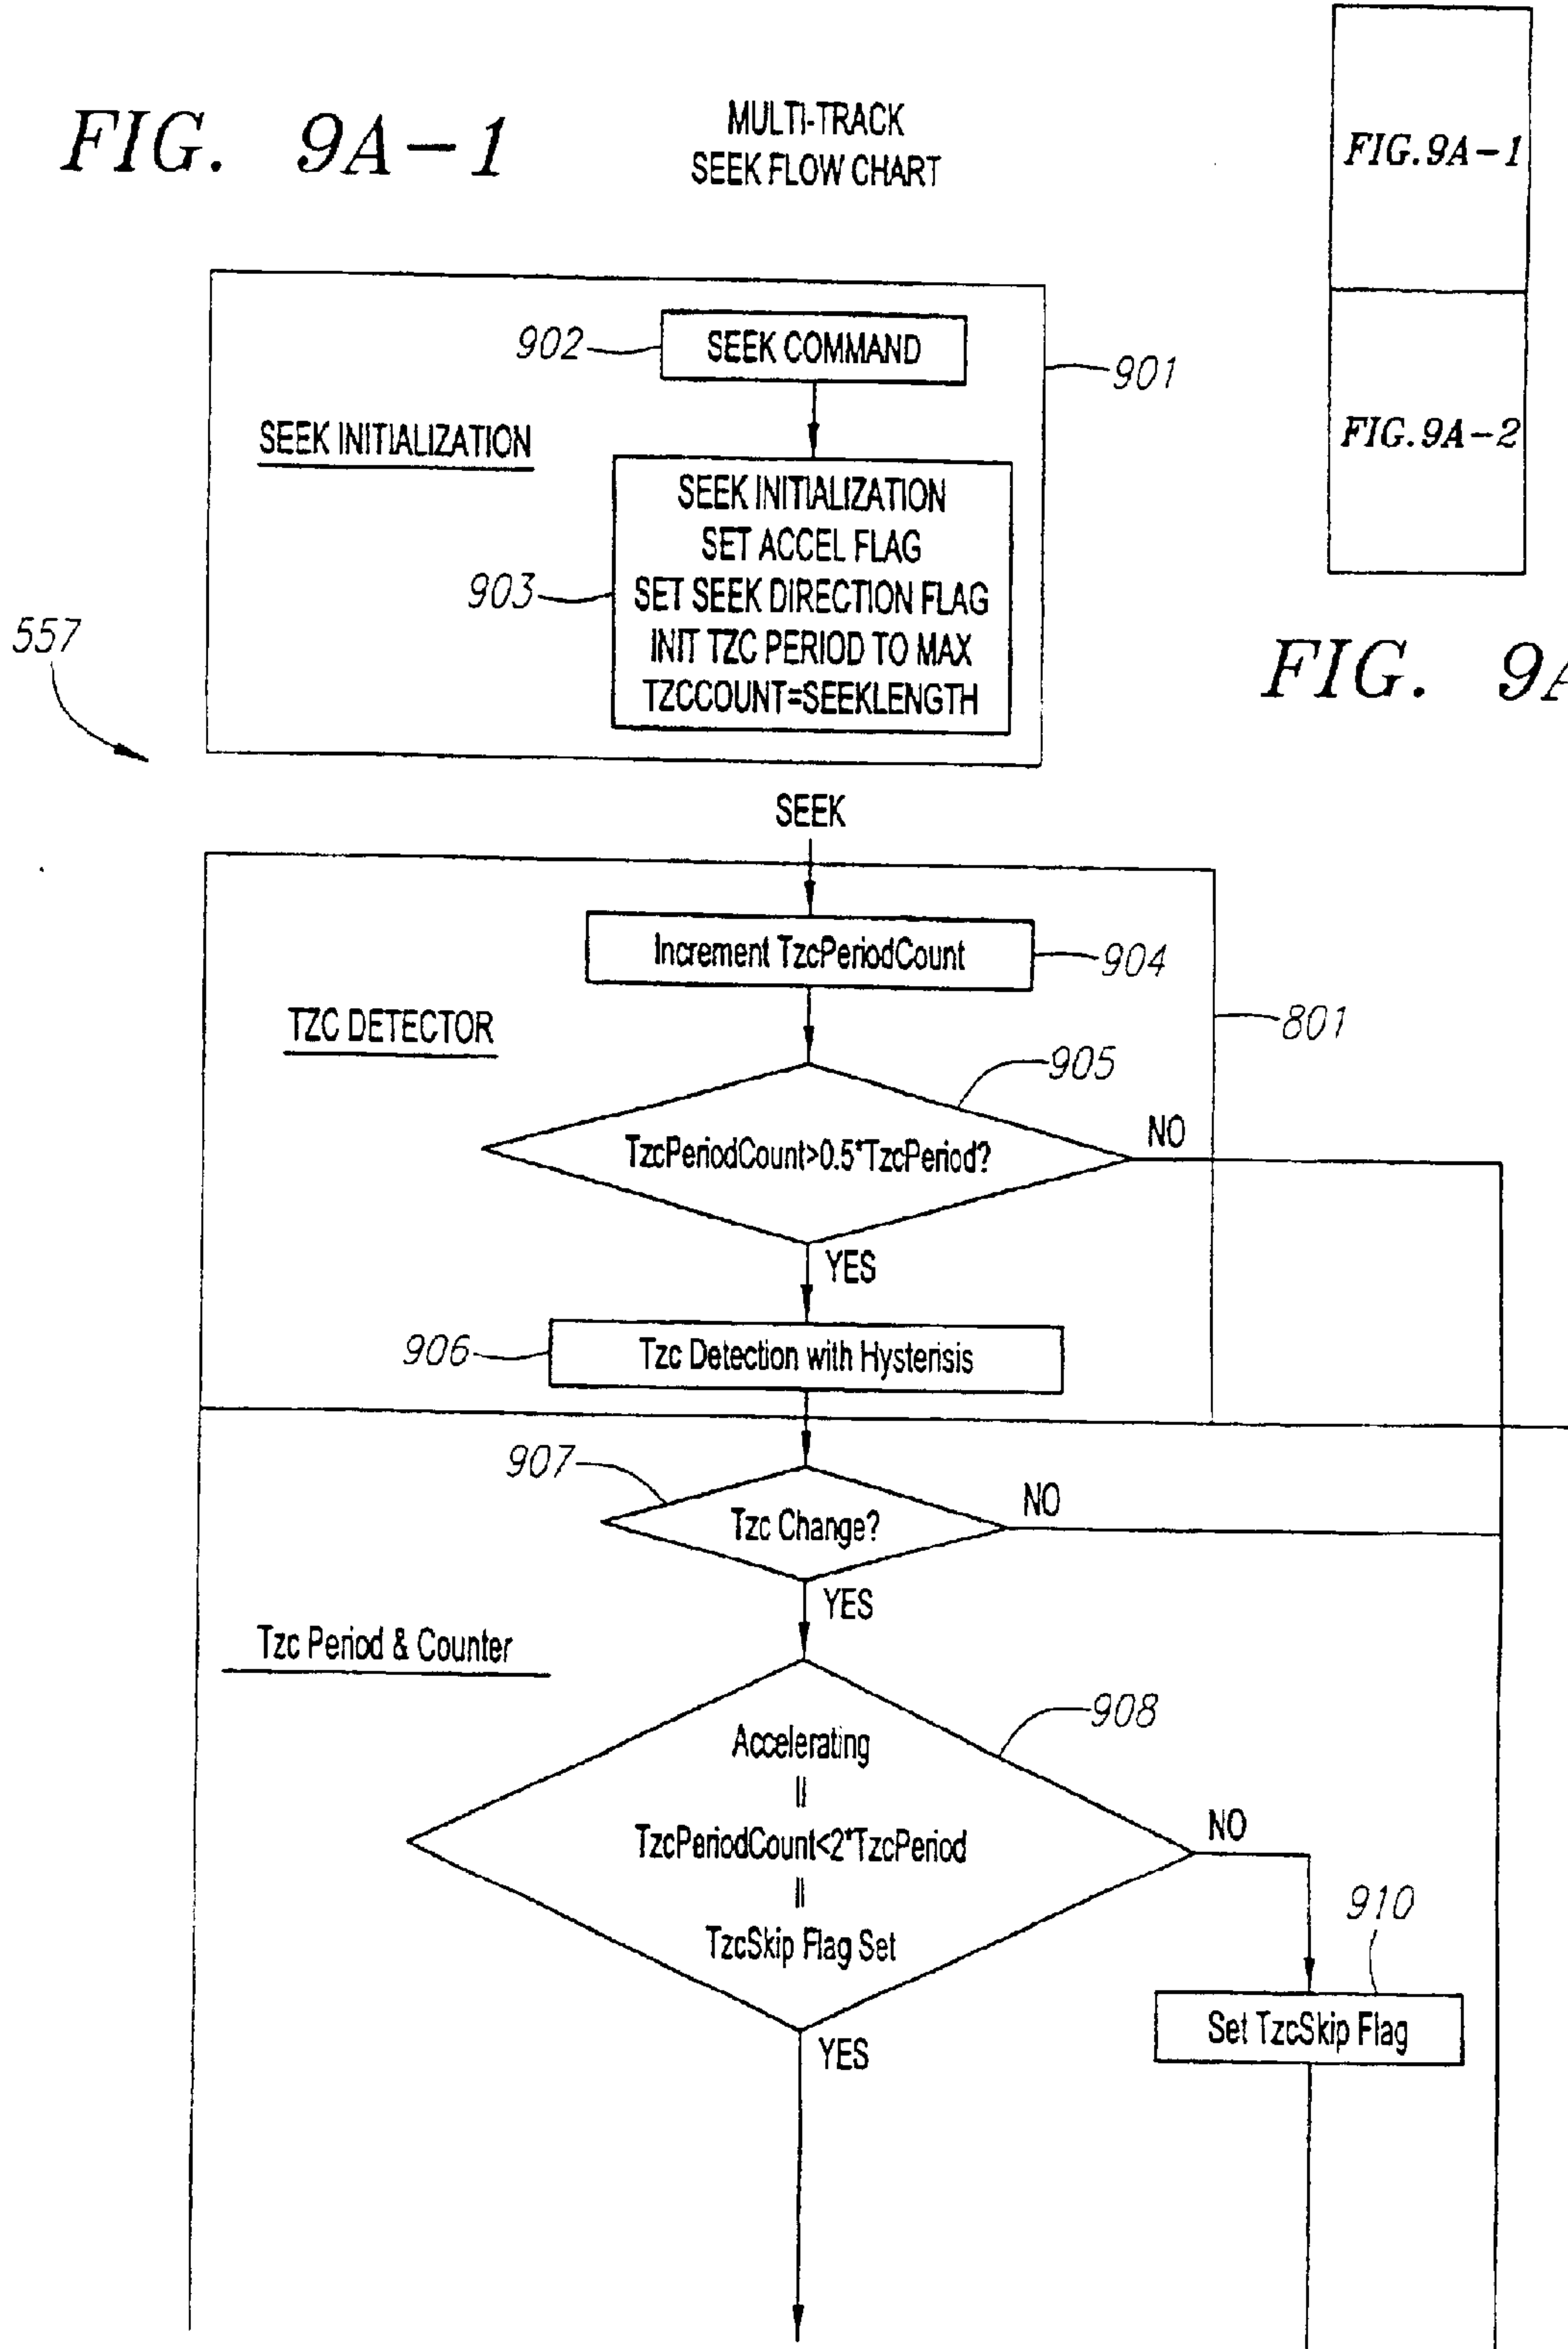 FIG. 9A-1
MULTI-TRACK
SEEK FLOW CHART
FIG.9A-1
FIG.9A-2
FIG. 9A
901
902
SEEK COMMAND
SEEK INITIALIZATION
903
SEEK INITIALIZATION
SET ACCEL FLAG
SET SEEK DIRECTION FLAG
INIT TZC PERIOD TO MAX
TZCCOUNT=SEEKLENGTH
557
SEEK
Increment TzcPeriodCount
904
TZC DETECTOR
801
905
TzcPeriodCount>0.5*TzcPeriod?
NO
YES
906
Tzc Detection with Hysterisis
907
Tzc Change?
NO
YES
Tzc Period & Counter
908
Accelerating
||
TzcPeriodCount<2*TzcPeriod
||
TzcSkip Flag Set
NO
YES
910
Set TzcSkip Flag